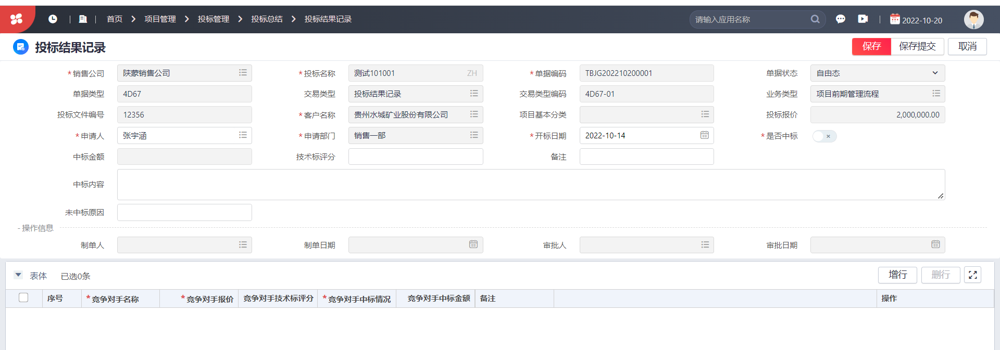 首页 > 项目管理 > 投标管理 > 投标总结 > 投标结果记录 请输入应用名称 2022-10-20
投标结果记录 保存 保存提交 取消
*销售公司 陕蒙销售公司 *投标名称 测试101001 ZH *单据编码 TBJG202210200001 单据状态 自由态
单据类型 4D67 交易类型 投标结果记录 交易类型编码 4D67-01 业务类型 项目前期管理流程
投标文件编号 12356 *客户名称 贵州水城矿业股份有限公司 项目基本分类 投标报价 2,000,000.00
*申请人 张宇涵 *申请部门 销售一部 *开标日期 2022-10-14 *是否中标
中标金额 技术标评分 备注
中标内容
未中标原因
- 操作信息
制单人 制单日期 审批人 审批日期
表体 已选0条 增行 删行
序号 *竞争对手名称 *竞争对手报价 竞争对手技术标评分 *竞争对手中标情况 竞争对手中标金额 备注 操作